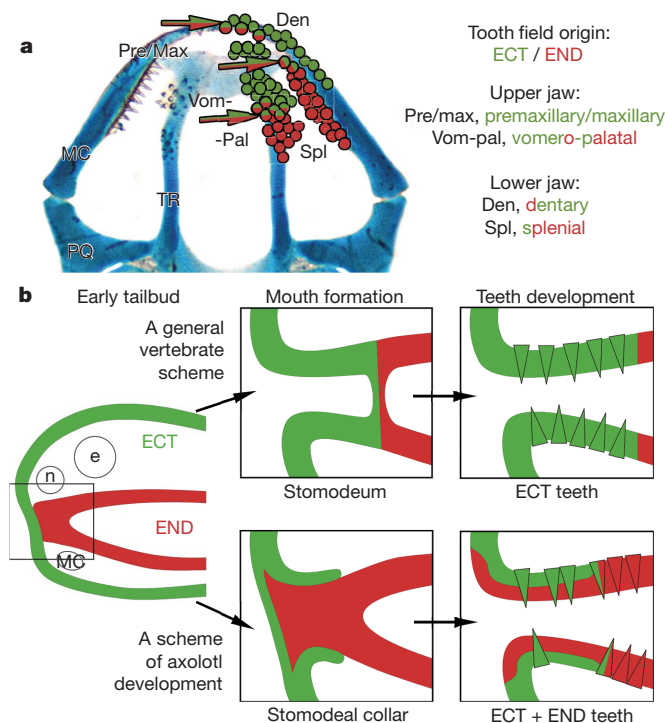 a
Den
Pre/Max
Vom-
-Pal
Spl
MC
TR
PQ
Tooth field origin:
ECT / END
Upper jaw:
Pre/max, premaxillary/maxillary
Vom-pal, vomero-palatal
Lower jaw:
Den, dentary
Spl, splenial
b
Early tailbud
Mouth formation
Teeth development
A general
vertebrate
scheme
ECT
e
n
END
MC
Stomodeum
ECT teeth
A scheme
of axolotl
development
Stomodeal collar
ECT + END teeth